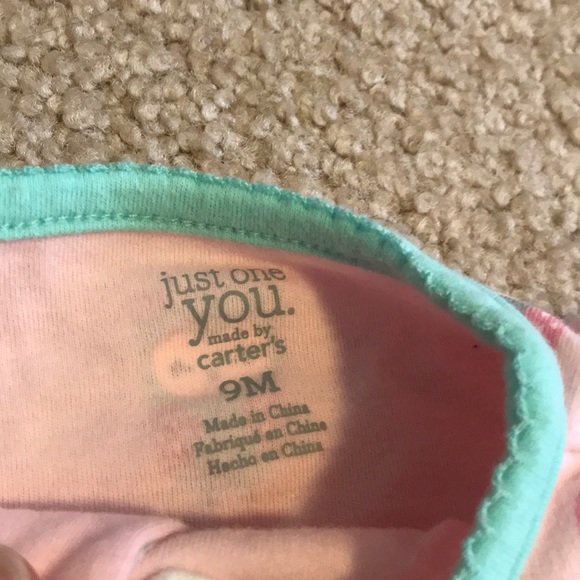 just one
you.
made by
carter's
9M
Made in China
Fabriqué en Chine
Hecho en China